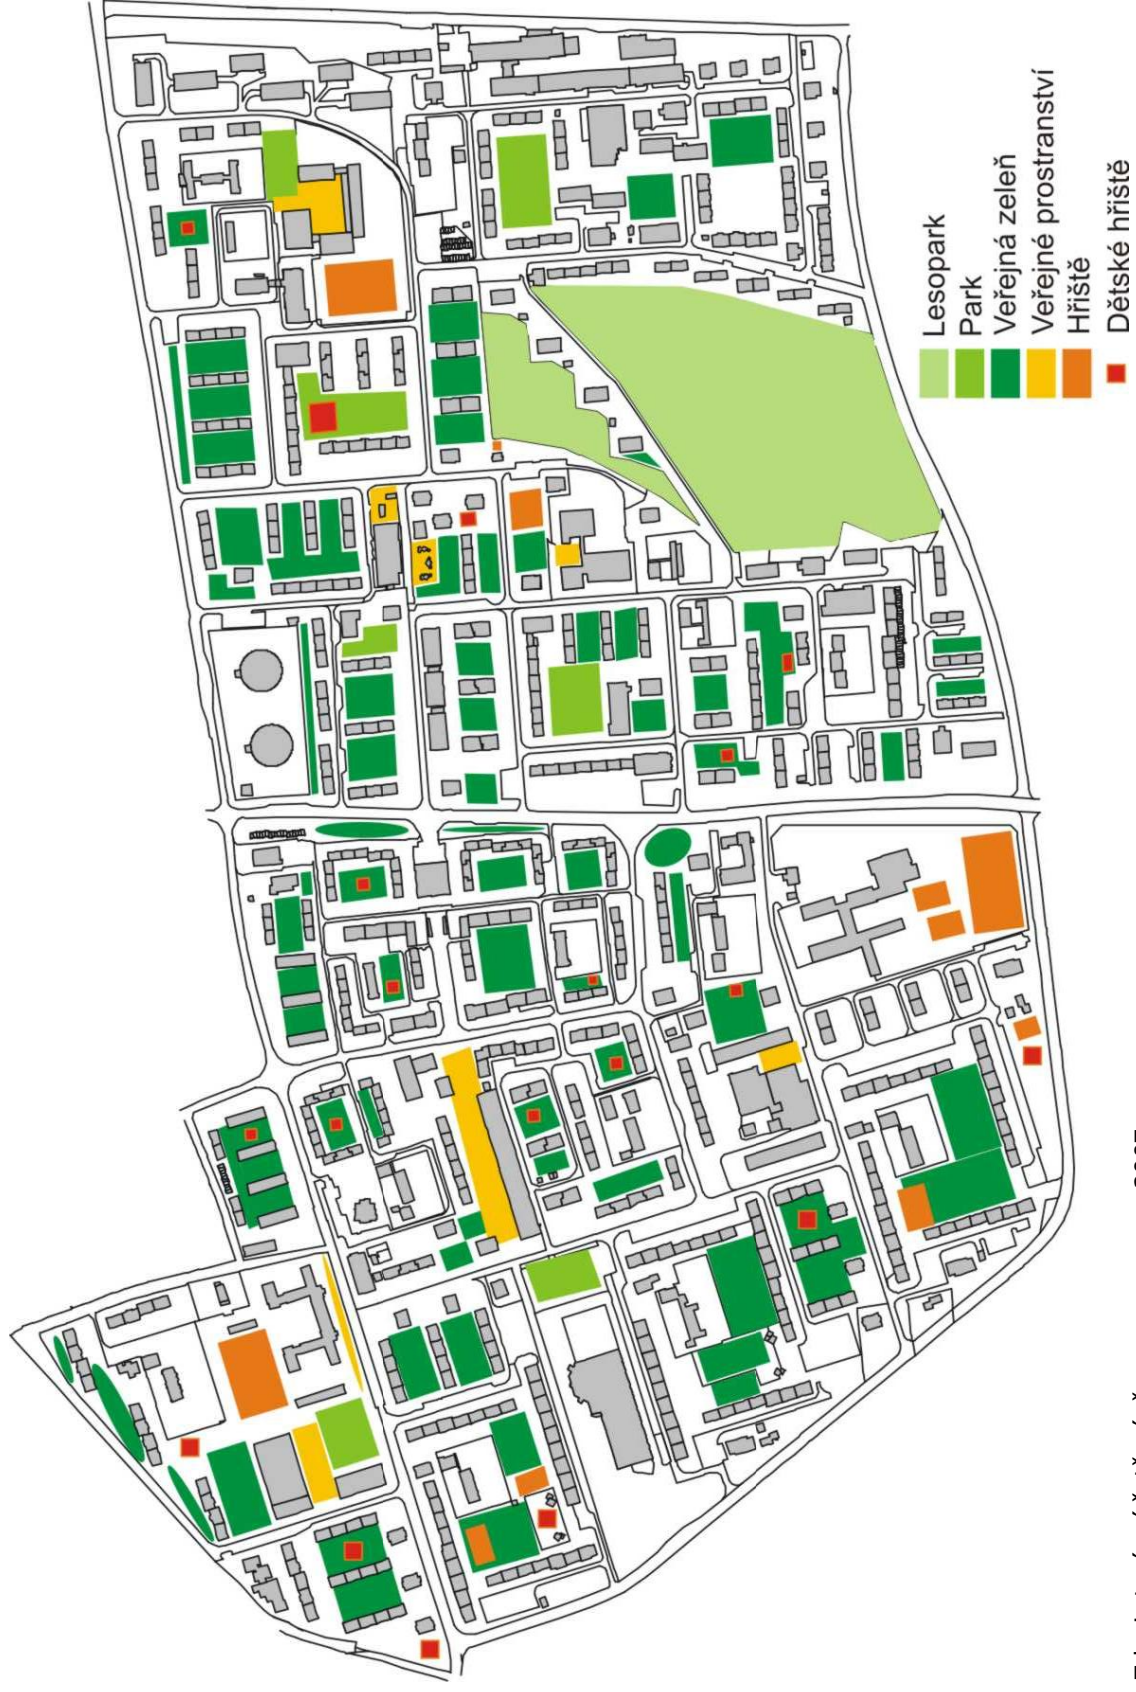 Lesopark
Park
Veřejná zeleň
Veřejné prostranství
Hřiště
Dětské hřiště